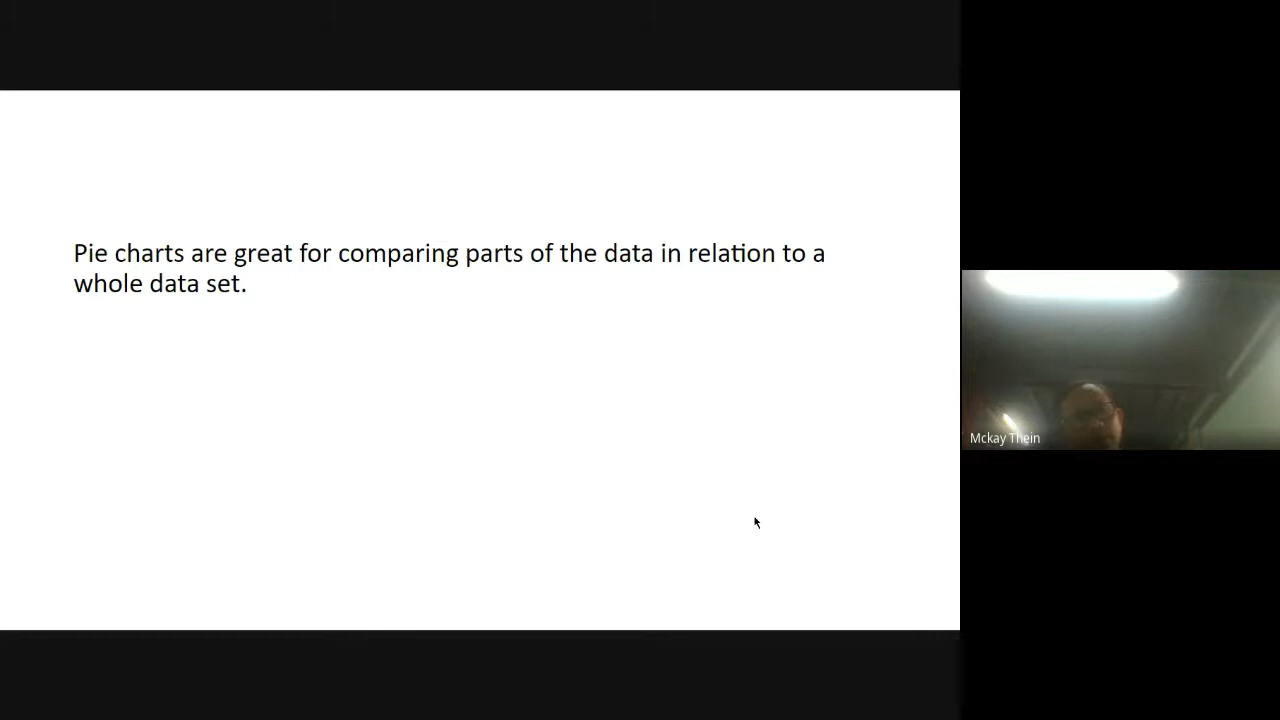 Pie charts are great for comparing parts of the data in relation to a
whole data set.
Mckay Thein